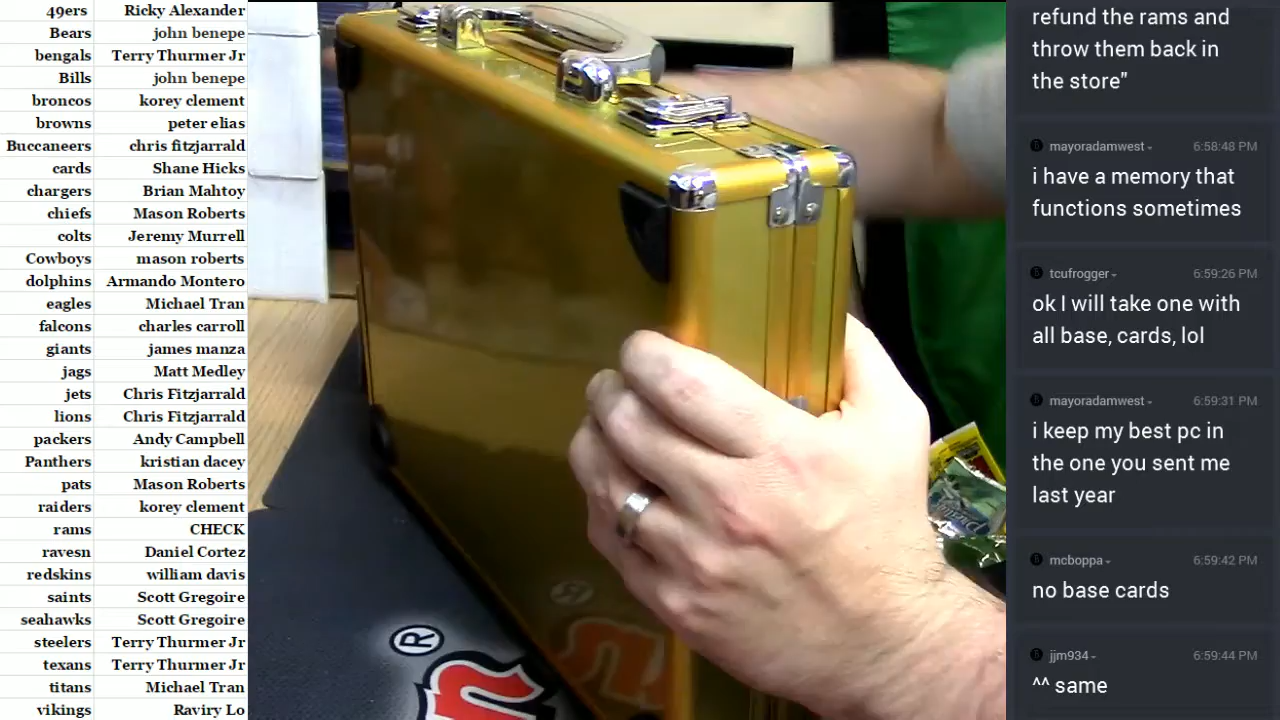 49ers Ricky Alexander
Bears john benepe
bengals Terry Thurmer Jr
Bills john benepe
broncos korey clement
browns peter elias
Buccaneers chris fitzjarrald
cards Shane Hicks
chargers Brian Mahtoy
chiefs Mason Roberts
colts Jeremy Murrell
Cowboys mason roberts
dolphins Armando Montero
eagles Michael Tran
falcons charles carroll
giants james manza
jags Matt Medley
jets Chris Fitzjarrald
lions Chris Fitzjarrald
packers Andy Campbell
Panthers kristian dacey
pats Mason Roberts
raiders korey clement
rams CHECK
ravesn Daniel Cortez
redskins william davis
saints Scott Gregoire
seahawks Scott Gregoire
steelers Terry Thurmer Jr
texans Terry Thurmer Jr
titans Michael Tran
vikings Raviry Lo
®
refund the rams and
throw them back in
the store"
mayoradamwest 6:58:48 PM
i have a memory that
functions sometimes
tcufrogger 6:59:26 PM
ok I will take one with
all base, cards, lol
mayoradamwest 6:59:31 PM
i keep my best pc in
the one you sent me
last year
mcboppa 6:59:42 PM
no base cards
jjm934 6:59:44 PM
^^ same